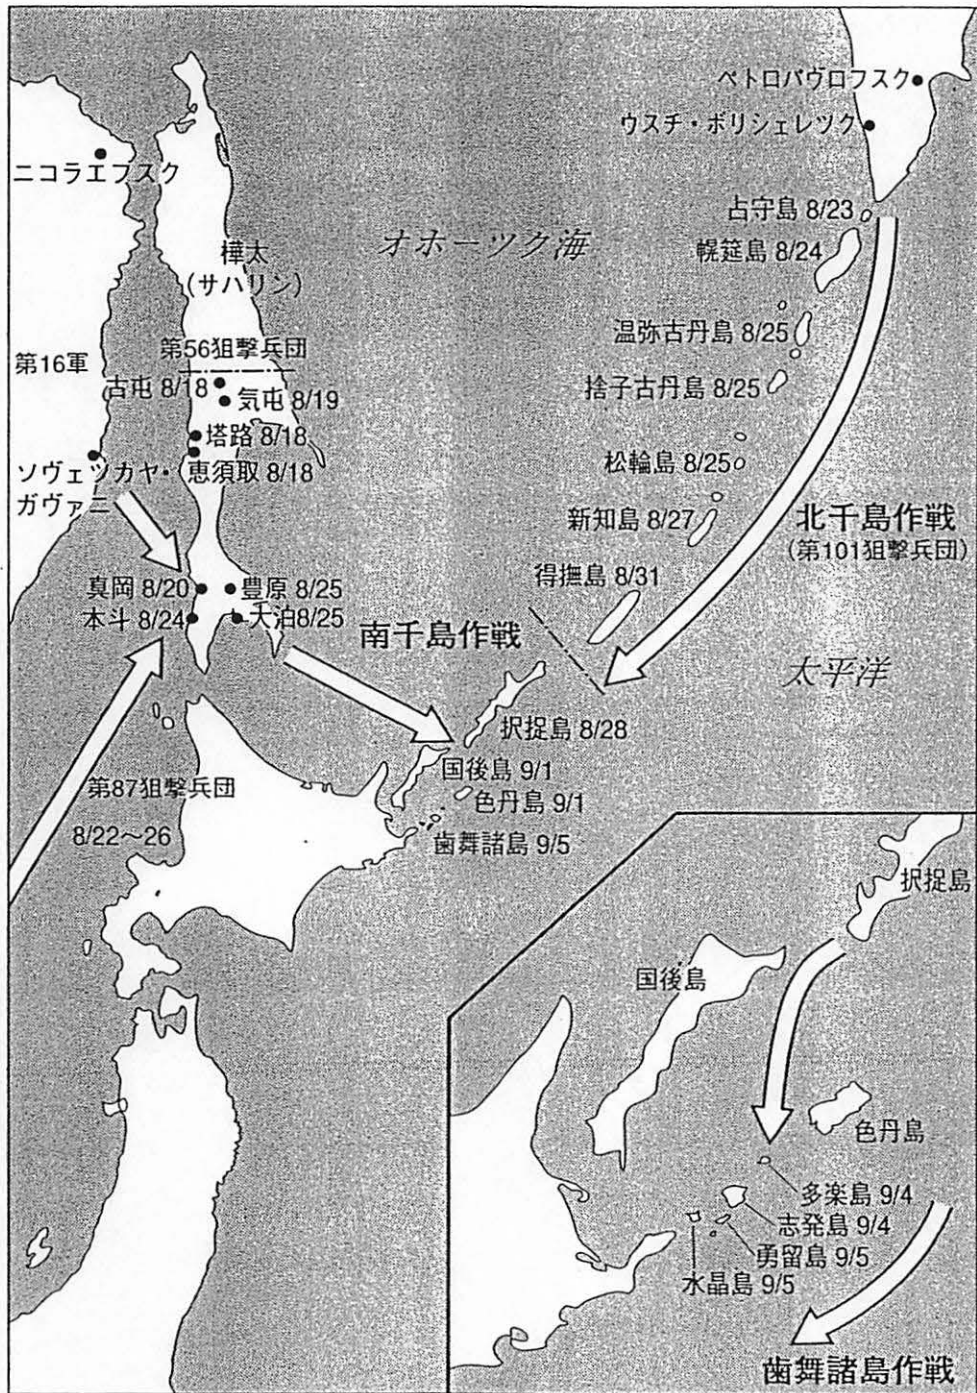 ペトロパヴロフスク
ウスチ・ボリシェレツク
ニコラエフスク
占守島 8/23
幌筵島 8/24
オホーツク海
樺太
(サハリン)
温弥古丹島 8/25
第56狙撃兵団
第16軍
古屯 8/18
捨子古丹島 8/25
気屯 8/19
塔路 8/18
松輪島 8/25
ソヴェツカヤ・
ガヴァニ
恵須取 8/18
新知島 8/27
北千島作戦
(第101狙撃兵団)
得撫島 8/31
真岡 8/20
豊原 8/25
本斗 8/24
大泊8/25
南千島作戦
太平洋
択捉島 8/28
国後島 9/1
第87狙撃兵団
色丹島 9/1
8/22～26
歯舞諸島 9/5
択捉島
国後島
色丹島
多楽島 9/4
志発島 9/4
勇留島 9/5
水晶島 9/5
歯舞諸島作戦